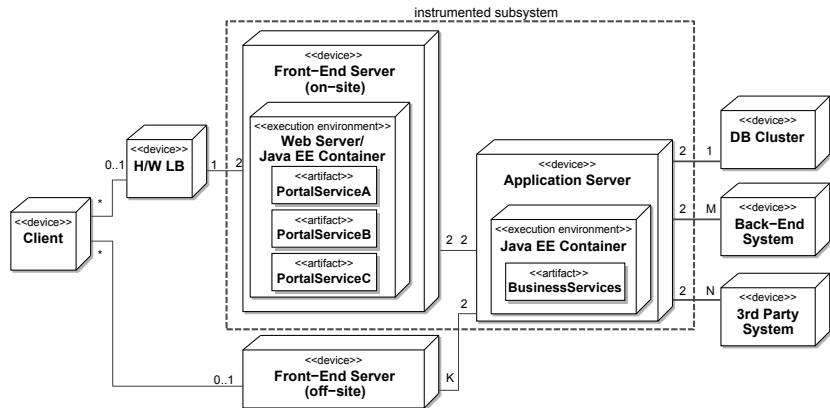 instrumented subsystem
<<device>>
Front−End Server
(on−site)
<<execution environment>>
Web Server/
Java EE Container
<<artifact>>
PortalServiceA
<<artifact>>
PortalServiceB
<<artifact>>
PortalServiceC
<<device>>
H/W LB
0..1
1
2
<<device>>
Client
*
*
<<device>>
Application Server
<<execution environment>>
Java EE Container
<<artifact>>
BusinessServices
2
2
2
1
<<device>>
DB Cluster
2
M
<<device>>
Back−End
System
2
N
<<device>>
3rd Party
System
2
K
0..1
<<device>>
Front−End Server
(off−site)